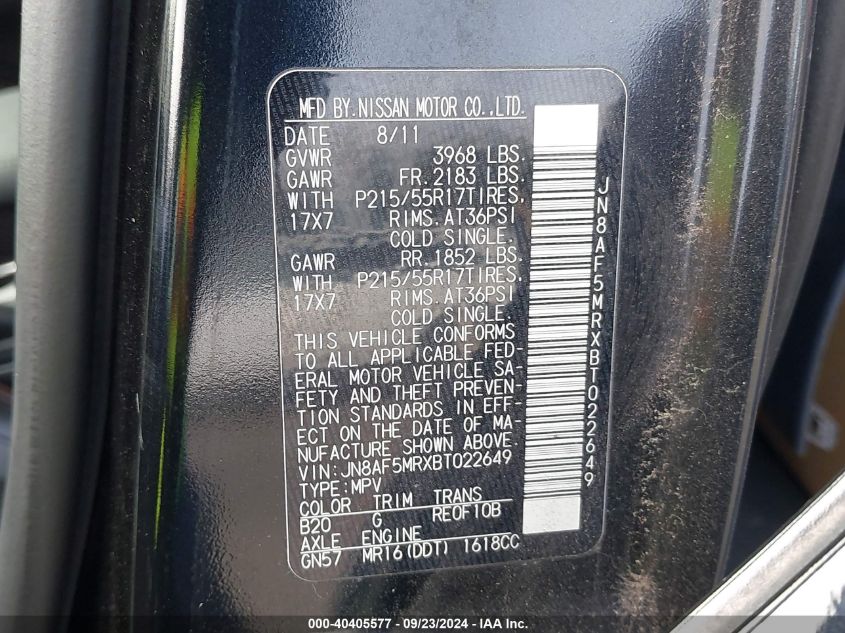 MFD BY.NISSAN MOTOR CO.,LTD.
DATE 8/11
GVWR 3968 LBS.
GAWR FR.2183 LBS.
WITH P215/55R17TIRES,
17X7 RIMS.AT36PSI
COLD SINGLE.
GAWR RR.1852 LBS.
WITH P215/55R17TIRES,
17X7 RIMS.AT36PSI
COLD SINGLE.
THIS VEHICLE CONFORMS
TO ALL APPLICABLE FED-
ERAL MOTOR VEHICLE SA-
FETY AND THEFT PREVEN-
TION STANDARDS IN EFF-
ECT ON THE DATE OF MA-
NUFACTURE SHOWN ABOVE
VIN:JN8AF5MRXBT022649
TYPE:MPV
COLOR TRIM TRANS
B20 G REOF10B
AXLE ENGINE
GN57 MR16(DDT) 1618CC
JN8AF5MRXBT022649
000-40405577 - 09/23/2024 - IAA Inc.